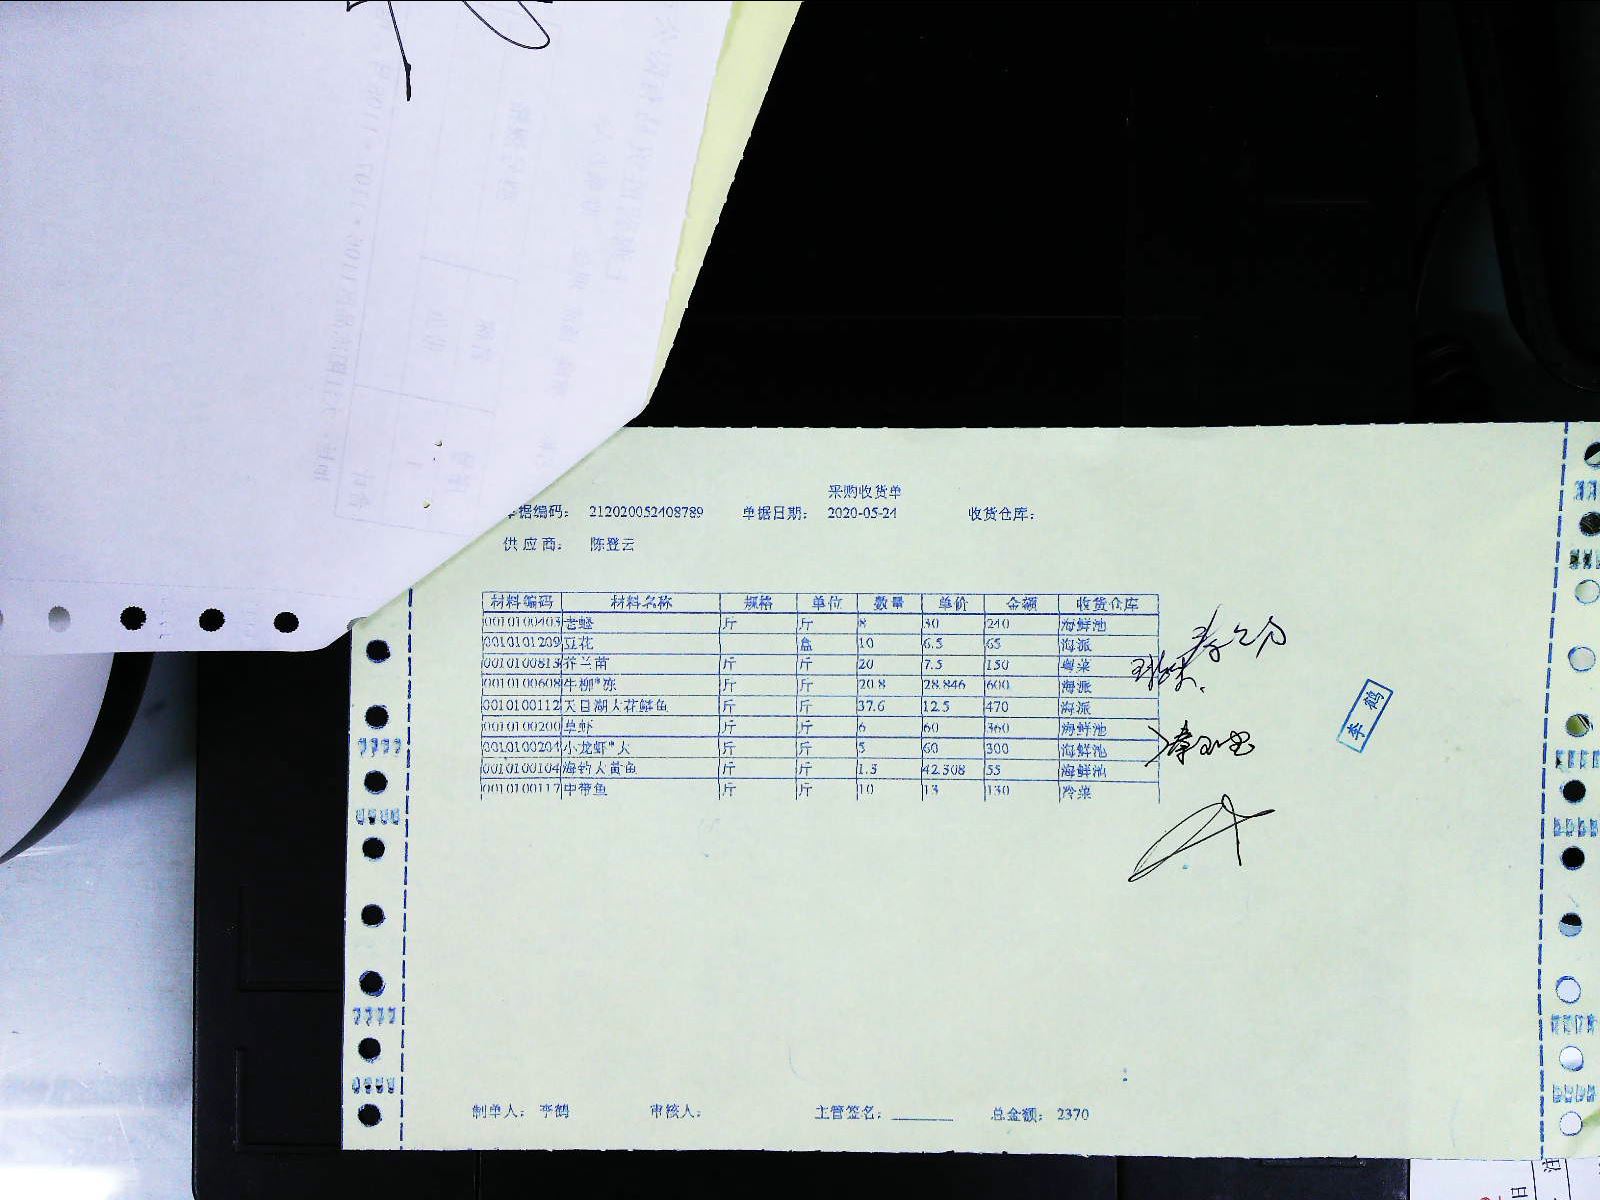 采购收货单
单据编码： 212020052408789 单据日期： 2020-05-24 收货仓库：
供应商： 陈登云
材料编码 材料名称 规格 单位 数量 单价 金额 收货仓库
0010100403 老蟮 斤 斤 8 30 240 海鲜池
0010101209 豆花 盒 10 6.5 65 海派
0010100813 芥兰苗 斤 斤 20 7.5 150 粤菜
0010100608 牛柳*冻 斤 斤 20.8 28.846 600 海派
0010100112 天目湖大花鲢鱼 斤 斤 37.6 12.5 470 海派
0010100200 草虾 斤 斤 6 60 360 海鲜池
0010100204 小龙虾*大 斤 斤 5 60 300 海鲜池
0010100104 海钓大黄鱼 斤 斤 1.3 42.308 55 海鲜池
0010100117 中带鱼 斤 斤 10 13 130 冷菜
李鹤
制单人： 李鹤 审核人： 主管签名： 总金额： 2370